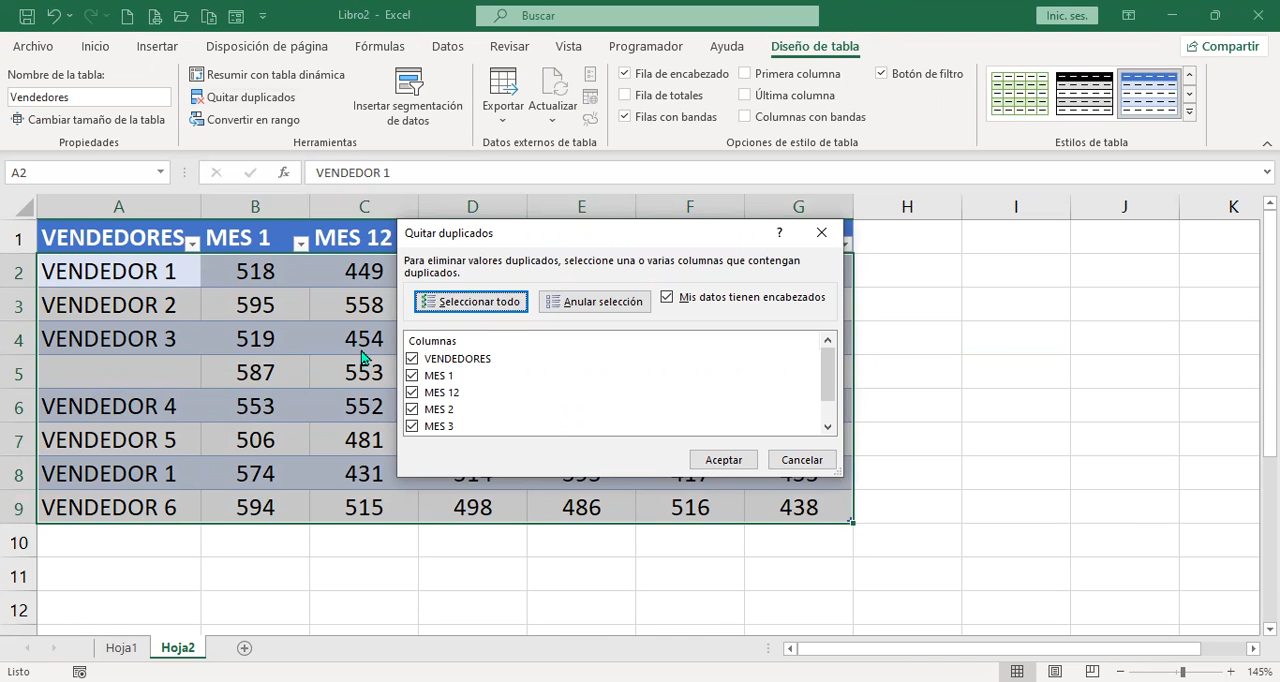 Libro2 - Excel
Buscar
Inic. ses.
Archivo Inicio Insertar Disposición de página Fórmulas Datos Revisar Vista Programador Ayuda Diseño de tabla Compartir
Nombre de la tabla:
Vendedores
Cambiar tamaño de la tabla
Propiedades
Resumir con tabla dinámica
Quitar duplicados
Convertir en rango
Insertar segmentación
de datos
Herramientas
Exportar Actualizar
Datos externos de tabla
Fila de encabezado Primera columna Botón de filtro
Fila de totales Última columna
Filas con bandas Columnas con bandas
Opciones de estilo de tabla
Estilos de tabla
A2 fx VENDEDOR 1
A B C D E F G H I J K
1 VENDEDORES MES 1 MES 12
2 VENDEDOR 1 518 449
3 VENDEDOR 2 595 558
4 VENDEDOR 3 519 454
5 587 553
6 VENDEDOR 4 553 552
7 VENDEDOR 5 506 481
8 VENDEDOR 1 574 431
9 VENDEDOR 6 594 515 498 486 516 438
10
11
12
Quitar duplicados ?
Para eliminar valores duplicados, seleccione una o varias columnas que contengan
duplicados.
Seleccionar todo Anular selección Mis datos tienen encabezados
Columnas
VENDEDORES
MES 1
MES 12
MES 2
MES 3
Aceptar Cancelar
Hoja1 Hoja2
Listo
145%